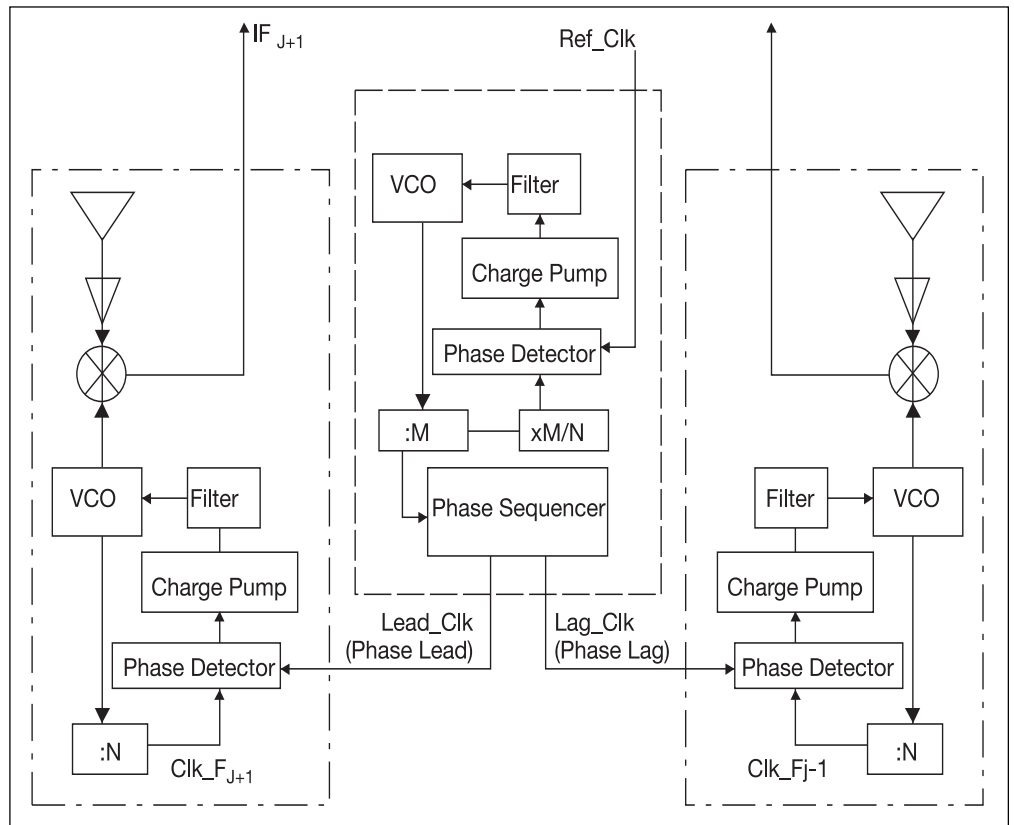 IF J+1
Ref_Clk
VCO
Filter
Charge Pump
Phase Detector
:M
xM/N
Phase Sequencer
VCO
Filter
Charge Pump
Phase Detector
:N
Clk_FJ+1
Lead_Clk
(Phase Lead)
Lag_Clk
(Phase Lag)
Filter
VCO
Charge Pump
Phase Detector
:N
Clk_Fj-1